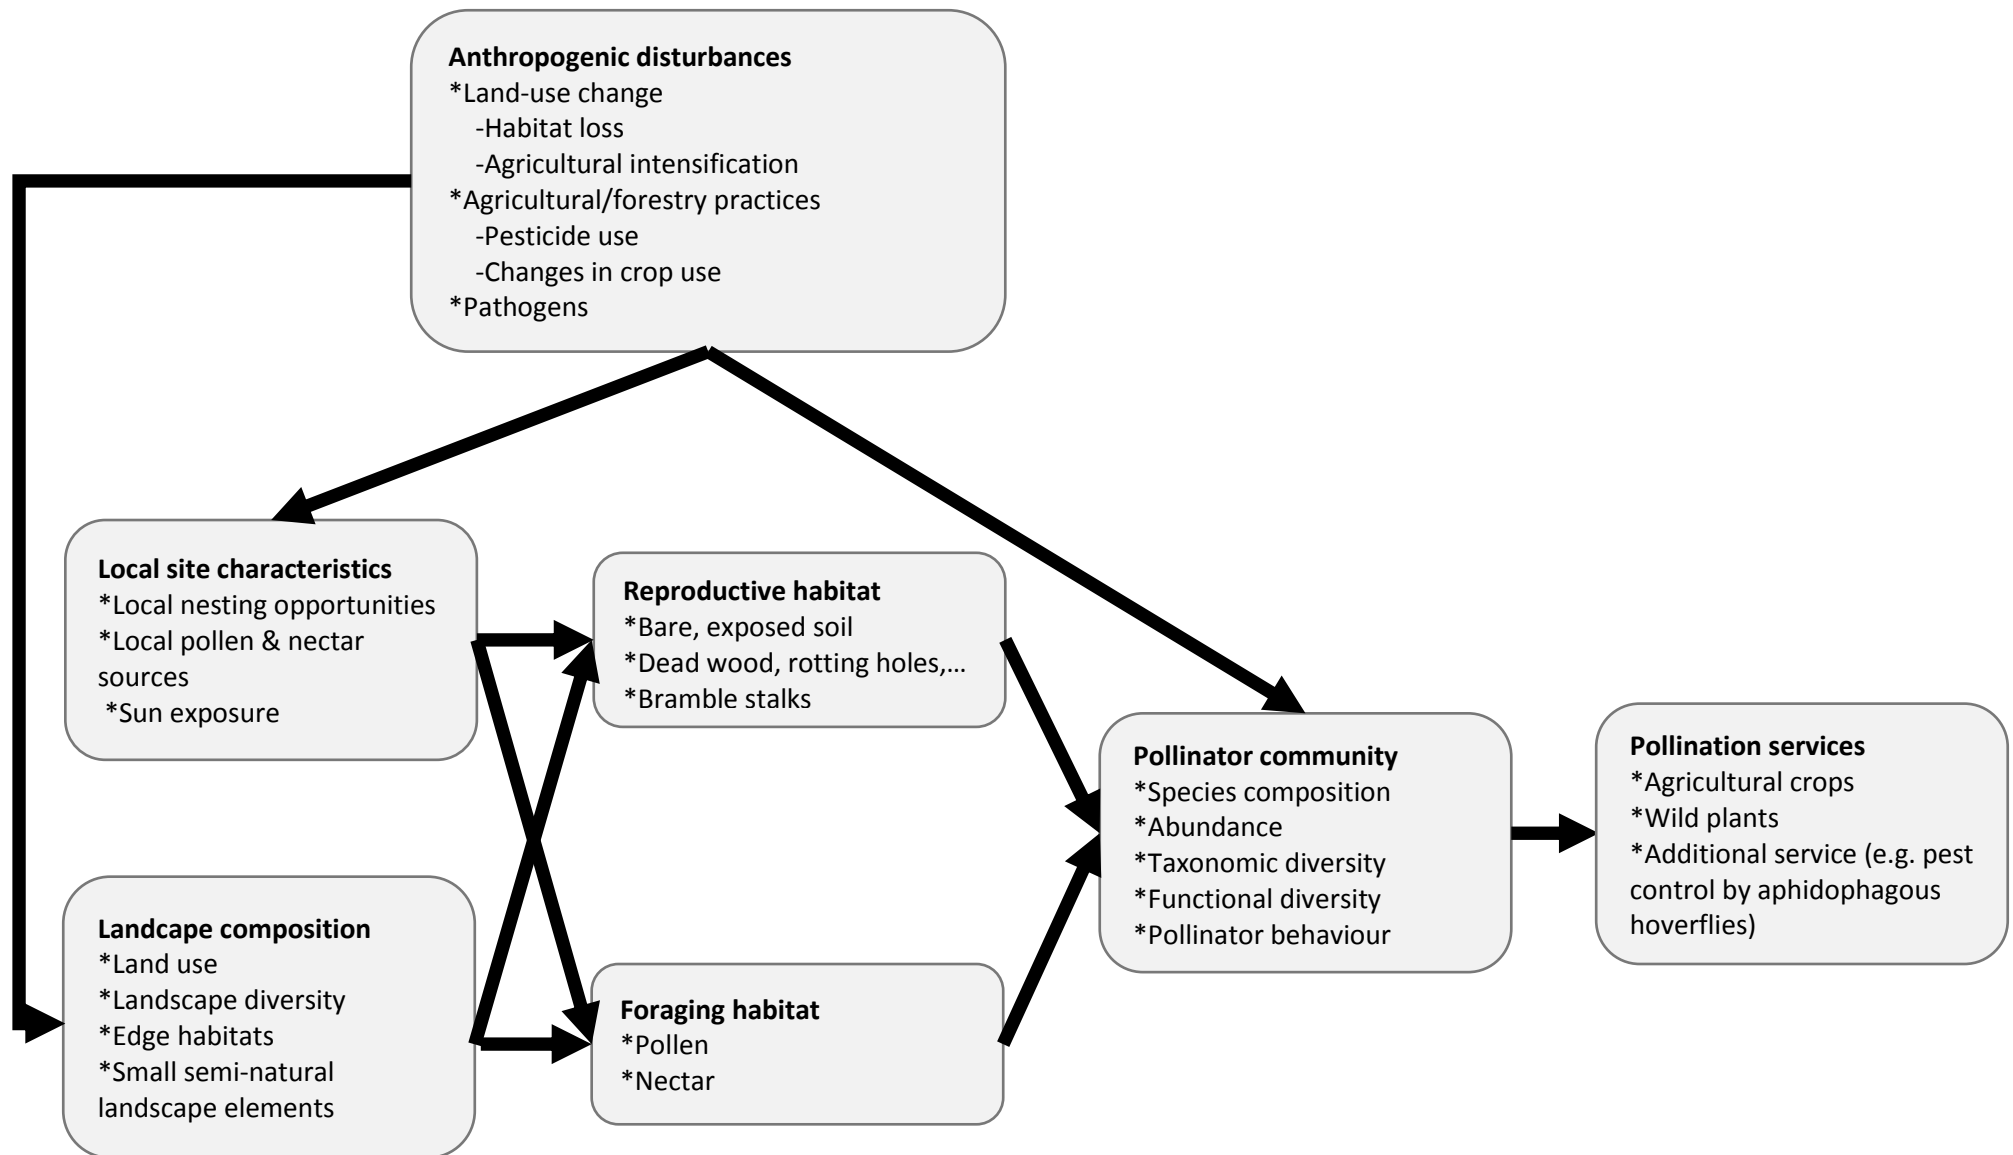 Anthropogenic disturbances
*Land-use change
-Habitat loss
-Agricultural intensification
*Agricultural/forestry practices
-Pesticide use
-Changes in crop use
*Pathogens
Local site characteristics
*Local nesting opportunities
*Local pollen & nectar
sources
*Sun exposure
Reproductive habitat
*Bare, exposed soil
*Dead wood, rotting holes,...
*Bramble stalks
Landcape composition
*Land use
*Landscape diversity
*Edge habitats
*Small semi-natural
landscape elements
Foraging habitat
*Pollen
*Nectar
Pollinator community
*Species composition
*Abundance
*Taxonomic diversity
*Functional diversity
*Pollinator behaviour
Pollination services
*Agricultural crops
*Wild plants
*Additional service (e.g. pest
control by aphidophagous
hoverflies)